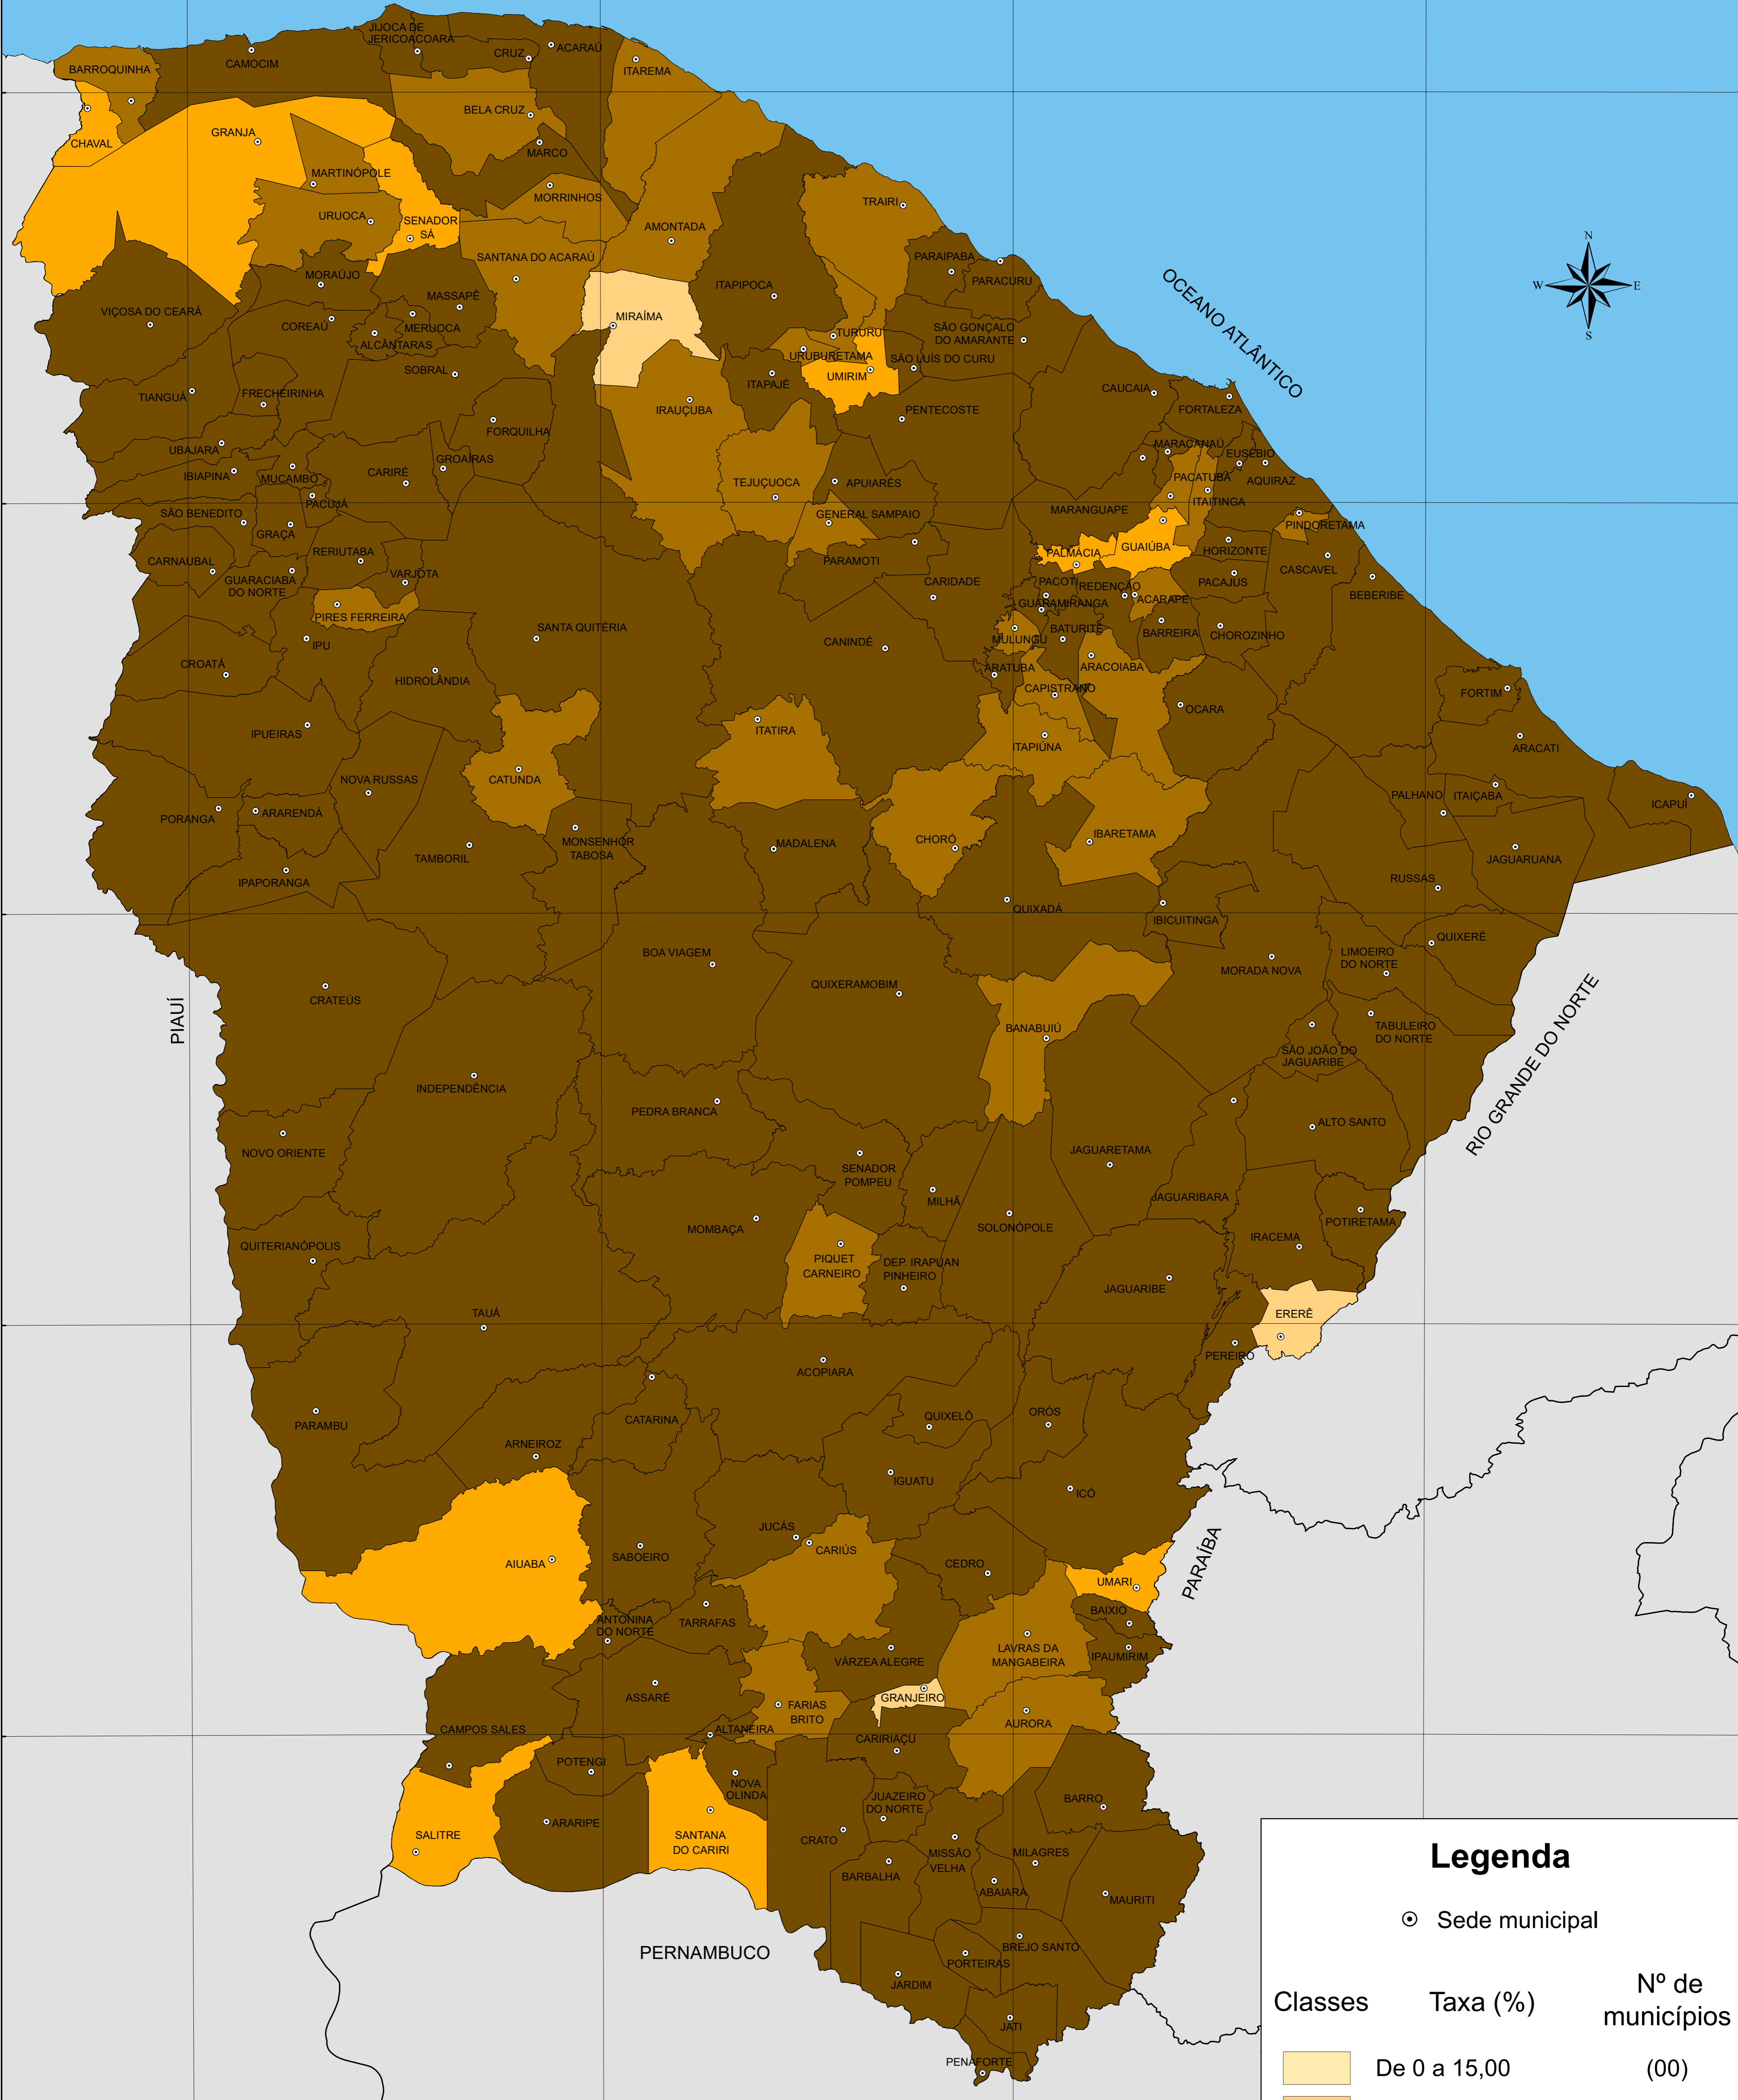 JIJOCA DE
JERICOACOARA
CRUZ
ACARAÚ
CAMOCIM
BARROQUINHA
ITAREMA
BELA CRUZ
GRANJA
CHAVAL
MARCO
MARTINÓPOLE
MORRINHOS
URUOCA
SENADOR
SÁ
TRAIRI
AMONTADA
SANTANA DO ACARAÚ
PARAIPABA
PARACURU
N
W
E
S
OCEANO ATLÂNTICO
MORAÚJO
MASSAPÊ
ITAPIPOCA
VIÇOSA DO CEARÁ
MIRAÍMA
COREAÚ
MERUOCA
ALCÂNTARAS
TURURU
SÃO GONÇALO
DO AMARANTE
URUBURETAMA
SÃO LUÍS DO CURU
SOBRAL
UMIRIM
ITAPAJÉ
CAUCAIA
TIANGUÁ
FRECHEIRINHA
IRAUÇUBA
PENTECOSTE
FORTALEZA
FORQUILHA
MARACANAÚ
UBAJARA
EUSÉBIO
GROAÍRAS
IBIAPINA
MUCAMBO
CARIRÉ
TEJUÇUOCA
APUIARÉS
PACATUBA
AQUIRAZ
PACUJÁ
ITAITINGA
SÃO BENEDITO
GENERAL SAMPAIO
MARANGUAPE
PINDORETAMA
GRAÇA
RERIUTABA
PALMÁCIA
GUAIÚBA
HORIZONTE
CARNAUBAL
PARAMOTI
CASCAVEL
GUARACIABA
DO NORTE
VARJOTA
CARIDADE
PACOTI
REDENÇÃO
PACAJUS
BEBERIBE
PIRES FERREIRA
GUARAMIRANGA
ACARAPE
SANTA QUITÉRIA
BATURITÉ
BARREIRA
CHOROZINHO
IPU
CANINDÉ
MULUNGU
CROATÁ
ARATUBA
ARACOIABA
HIDROLÂNDIA
CAPISTRANO
FORTIM
OCARA
IPUEIRAS
ITATIRA
ITAPIÚNA
ARACATI
NOVA RUSSAS
CATUNDA
PALHANO
ITAIÇABA
ICAPUÍ
PORANGA
ARARENDÁ
IBARETAMA
MONSENHOR
TABOSA
MADALENA
CHORÓ
TAMBORIL
JAGUARUANA
IPAPORANGA
RUSSAS
QUIXADÁ
IBICUITINGA
QUIXERÉ
BOA VIAGEM
LIMOEIRO
DO NORTE
MORADA NOVA
QUIXERAMOBIM
CRATEÚS
PIAUÍ
BANABUIÚ
TABULEIRO
DO NORTE
SÃO JOÃO DO
JAGUARIBE
RIO GRANDE DO NORTE
INDEPENDÊNCIA
PEDRA BRANCA
ALTO SANTO
NOVO ORIENTE
JAGUARETAMA
SENADOR
POMPEU
MILHÃ
JAGUARIBARA
MOMBAÇA
SOLONÓPOLE
POTIRETAMA
IRACEMA
QUITERIANÓPOLIS
PIQUET
CARNEIRO
DEP. IRAPUAN
PINHEIRO
JAGUARIBE
TAUÁ
ERERÊ
PEREIRO
ACOPIARA
PARAMBU
CATARINA
QUIXELÔ
ORÓS
ARNEIROZ
IGUATU
ICÓ
JUCÁS
CARIÚS
SABOEIRO
AIUABA
CEDRO
PARAÍBA
UMARI
BAIXIO
ANTONINA
DO NORTE
TARRAFAS
LAVRAS DA
MANGABEIRA
IPAUMIRIM
VÁRZEA ALEGRE
ASSARÉ
GRANJEIRO
FARIAS
BRITO
AURORA
CAMPOS SALES
ALTANEIRA
CARIRIAÇU
POTENGI
NOVA
OLINDA
JUAZEIRO
DO NORTE
BARRO
ARARIPE
SALITRE
SANTANA
DO CARIRI
CRATO
MISSÃO
VELHA
MILAGRES
BARBALHA
ABAIARA
MAURITI
BREJO SANTO
PERNAMBUCO
PORTEIRAS
JARDIM
JATI
PENAFORTE
Legenda
Sede municipal
Classes Taxa (%) Nº de
municípios
De 0 a 15,00 (00)